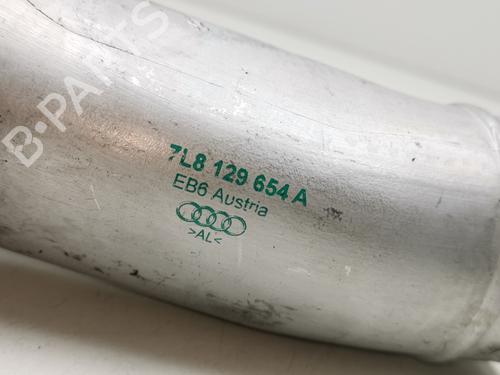 B-PARTS
7L8 129 654 A
EB6 Austria
>AL<